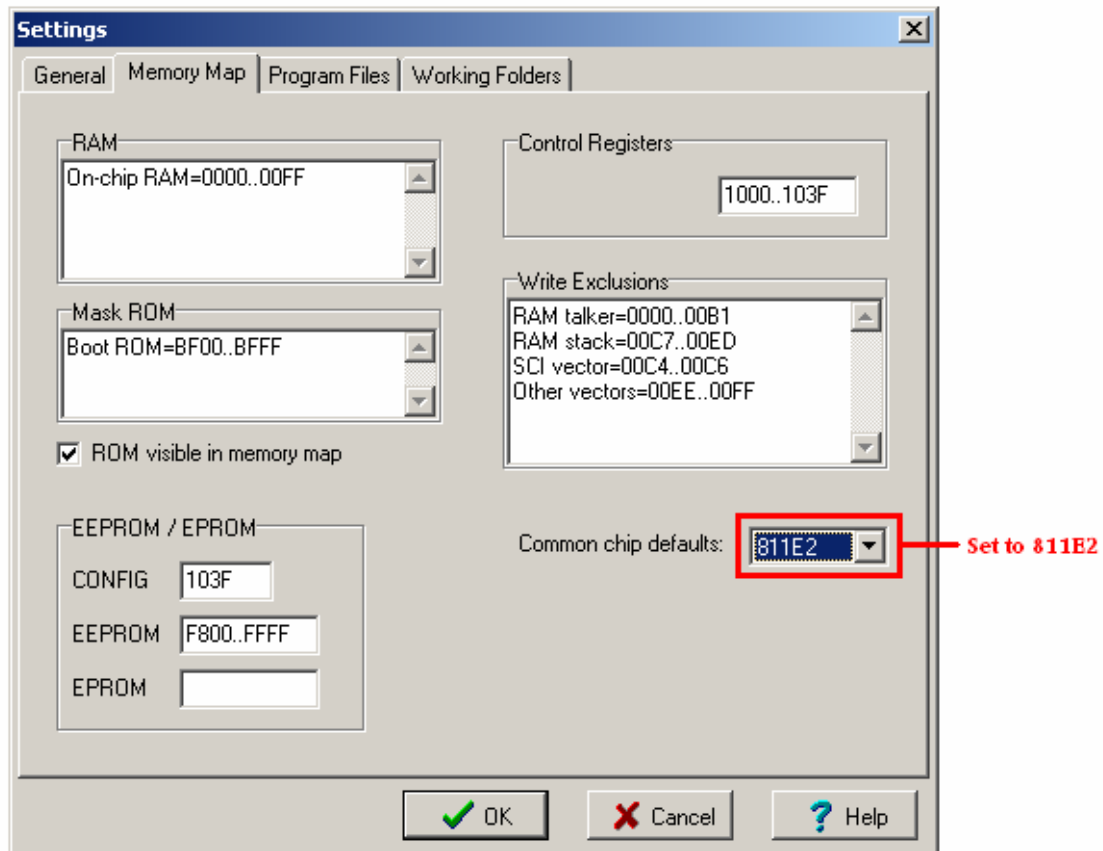 Settings
General Memory Map Program Files Working Folders
RAM
On-chip RAM=0000..00FF
Control Registers
1000..103F
Mask ROM
Boot ROM=BF00..BFFF
Write Exclusions
RAM talker=0000..00B1
RAM stack=00C7..00ED
SCI vector=00C4..00C6
Other vectors=00EE..00FF
ROM visible in memory map
EEPROM / EPROM
CONFIG 103F
EEPROM F800..FFFF
EPROM
Common chip defaults: 811E2
Set to 811E2
OK Cancel ? Help